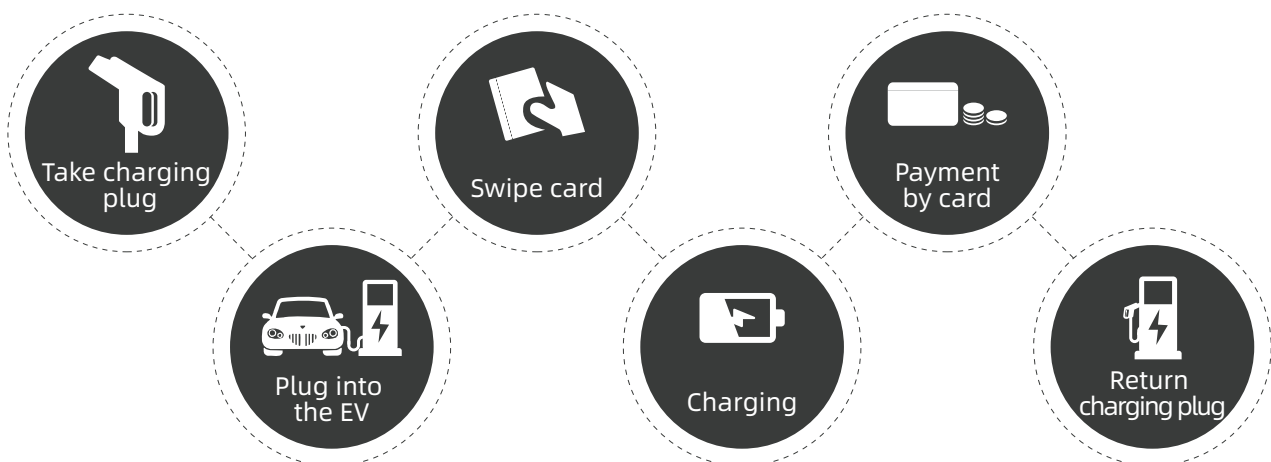 Take charging
plug
Plug into
the EV
Swipe card
Charging
Payment
by card
Return
charging plug